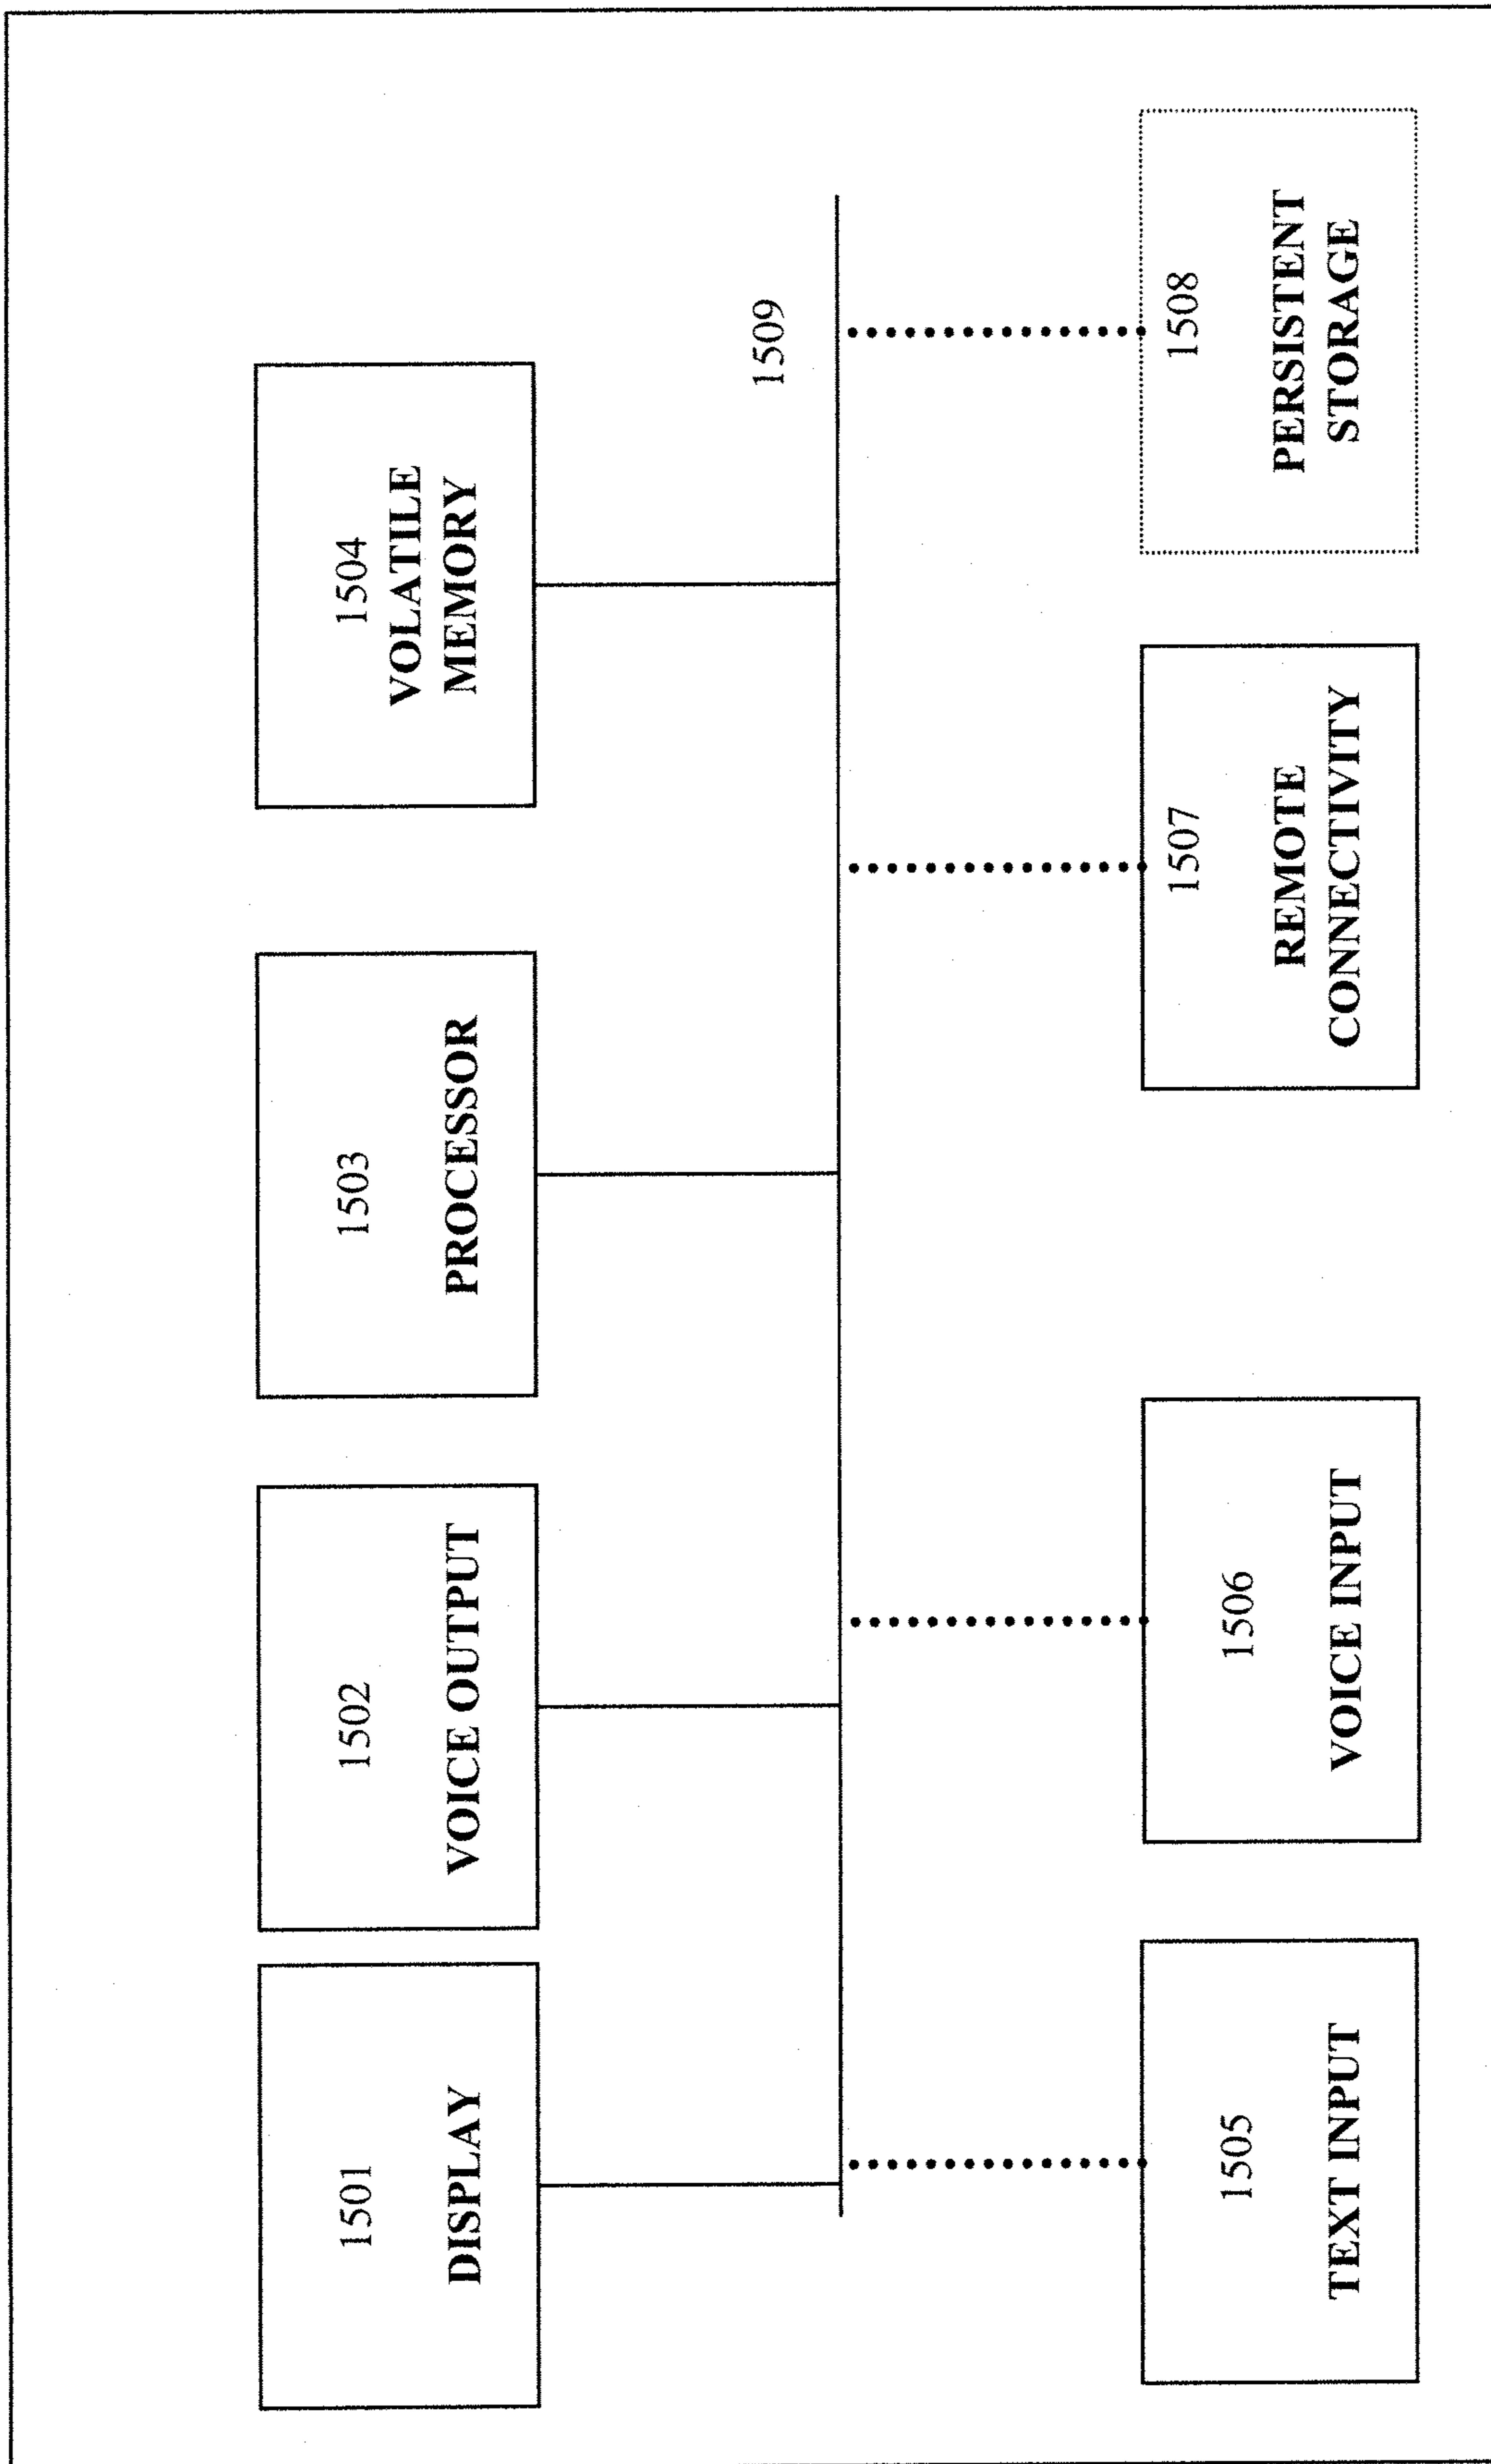 1501
DISPLAY
1502
VOICE OUTPUT
1503
PROCESSOR
1504
VOLATILE
MEMORY
1509
1505
TEXT INPUT
1506
VOICE INPUT
1507
REMOTE
CONNECTIVITY
1508
PERSISTENT
STORAGE